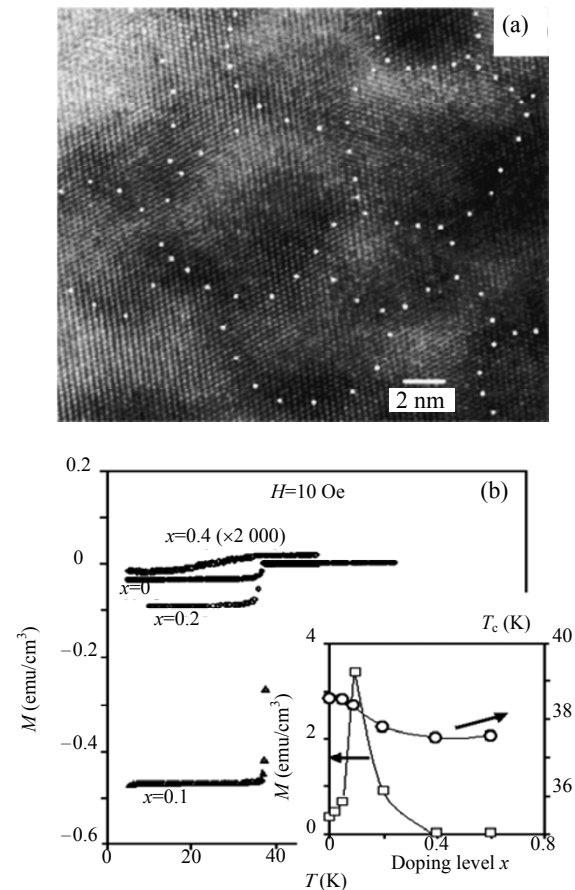 (a)
2 nm
0.2
H=10 Oe
(b)
x=0.4 (×2 000)
0
x=0
x=0.2
−0.2
−0.4
−0.6
M (emu/cm³)
x=0.1
0
20
40
T (K)
T_c (K)
4
2
0
M (emu/cm³)
40
38
36
0
0.4
0.8
Doping level x